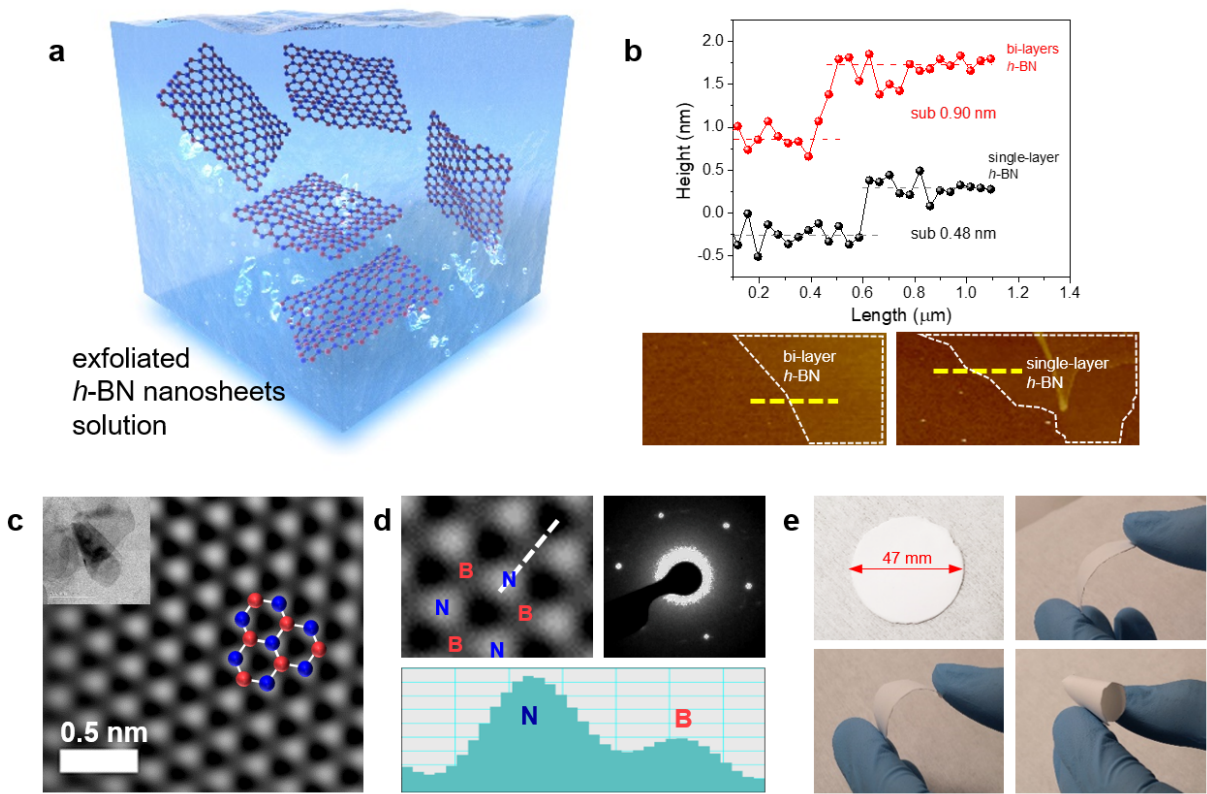 a
exfoliated
h-BN nanosheets
solution
b
2.0
1.5
1.0
0.5
0.0
-0.5
Height (nm)
bi-layers
h-BN
sub 0.90 nm
single-layer
h-BN
sub 0.48 nm
0.2 0.4 0.6 0.8 1.0 1.2 1.4
Length (μm)
bi-layer
h-BN
single-layer
h-BN
c
0.5 nm
d
B
N
N
B
B
N
N
B
e
47 mm